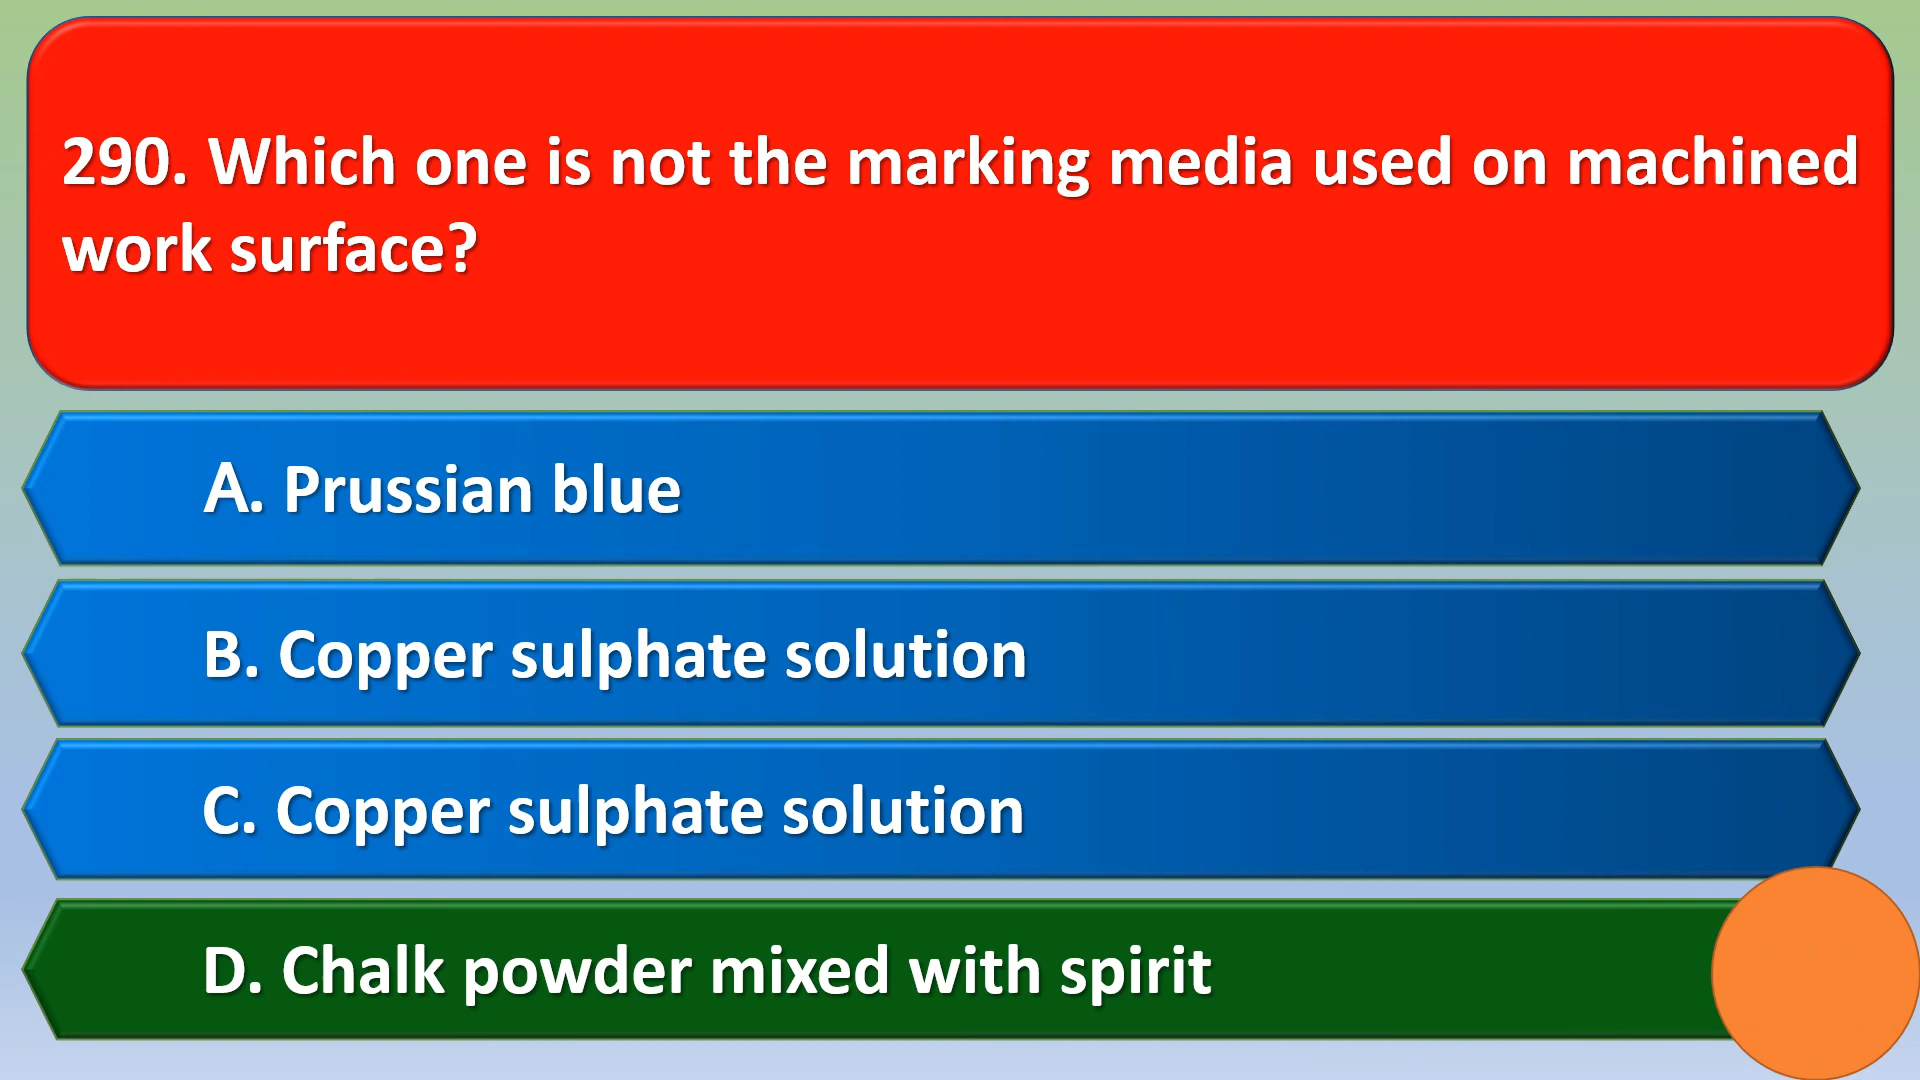 290. Which one is not the marking media used on machined
work surface?
A. Prussian blue
B. Copper sulphate solution
C. Copper sulphate solution
D. Chalk powder mixed with spirit